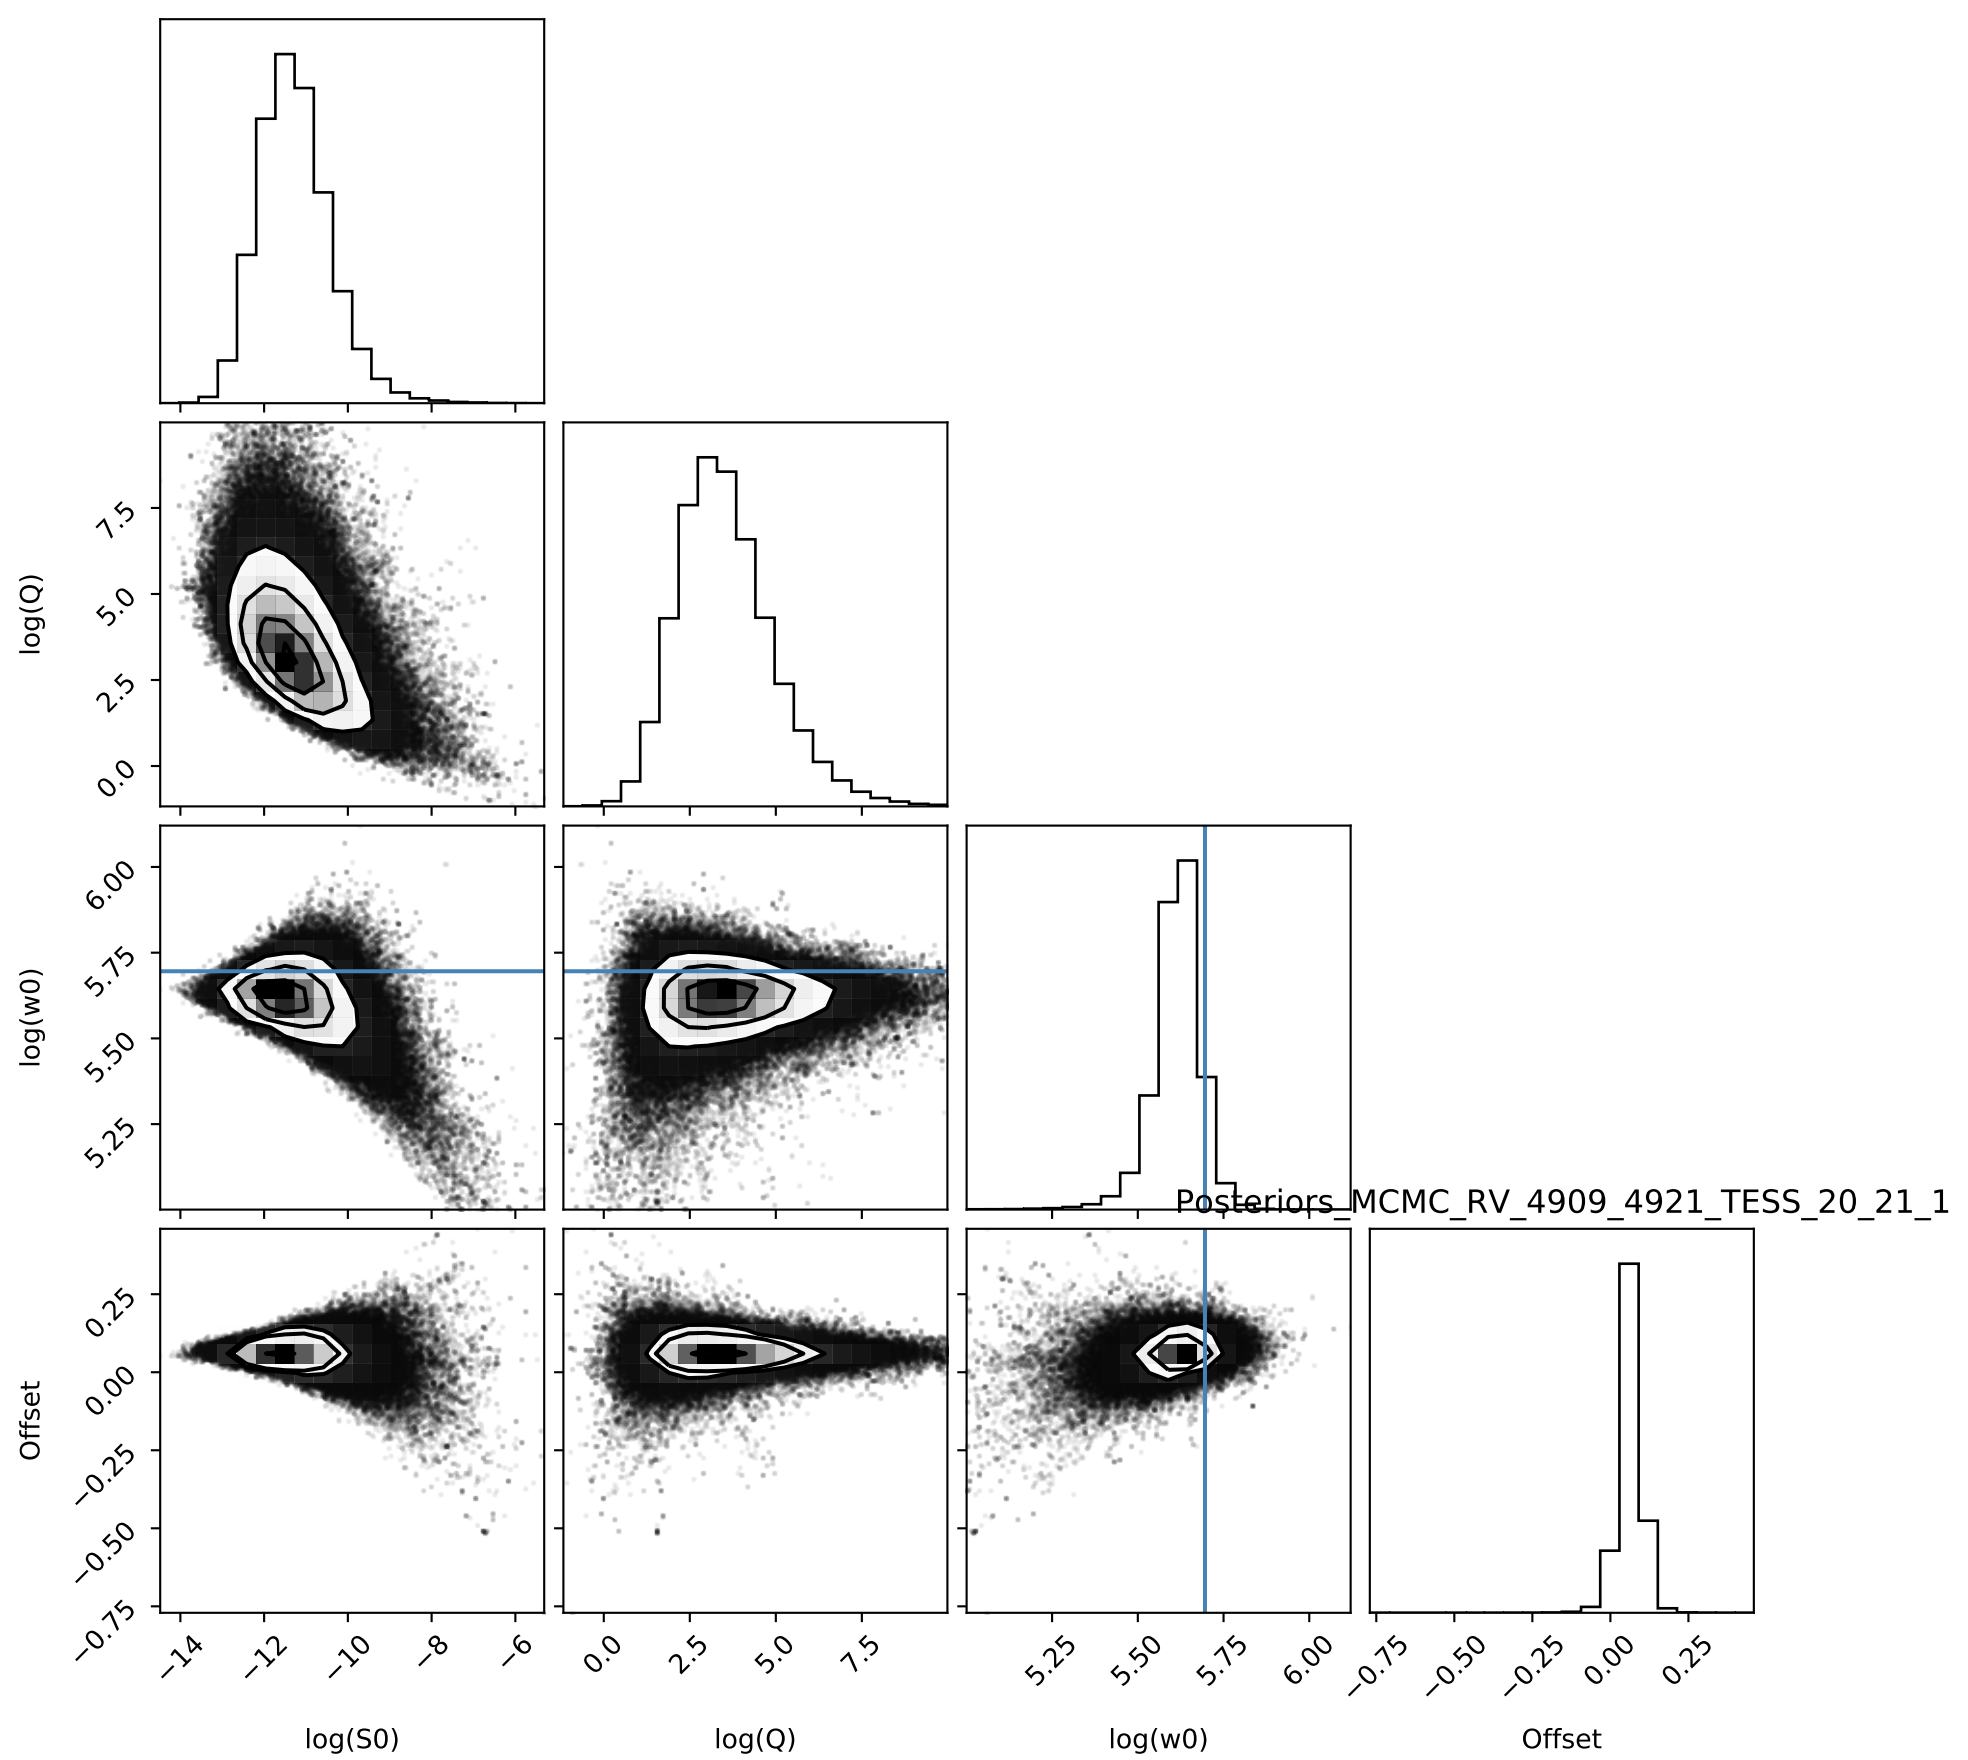 log(Q)
7.5
5.0
2.5
0.0
log(w0)
6.00
5.75
5.50
5.25
Posteriors_MCMC_RV_4909_4921_TESS_20_21_1
Offset
0.25
0.00
−0.25
−0.50
−0.75
−14 −12 −10 −8 −6 0.0 2.5 5.0 7.5 5.25 5.50 5.75 6.00 −0.75 −0.50 −0.25 0.00 0.25
log(S0) log(Q) log(w0) Offset